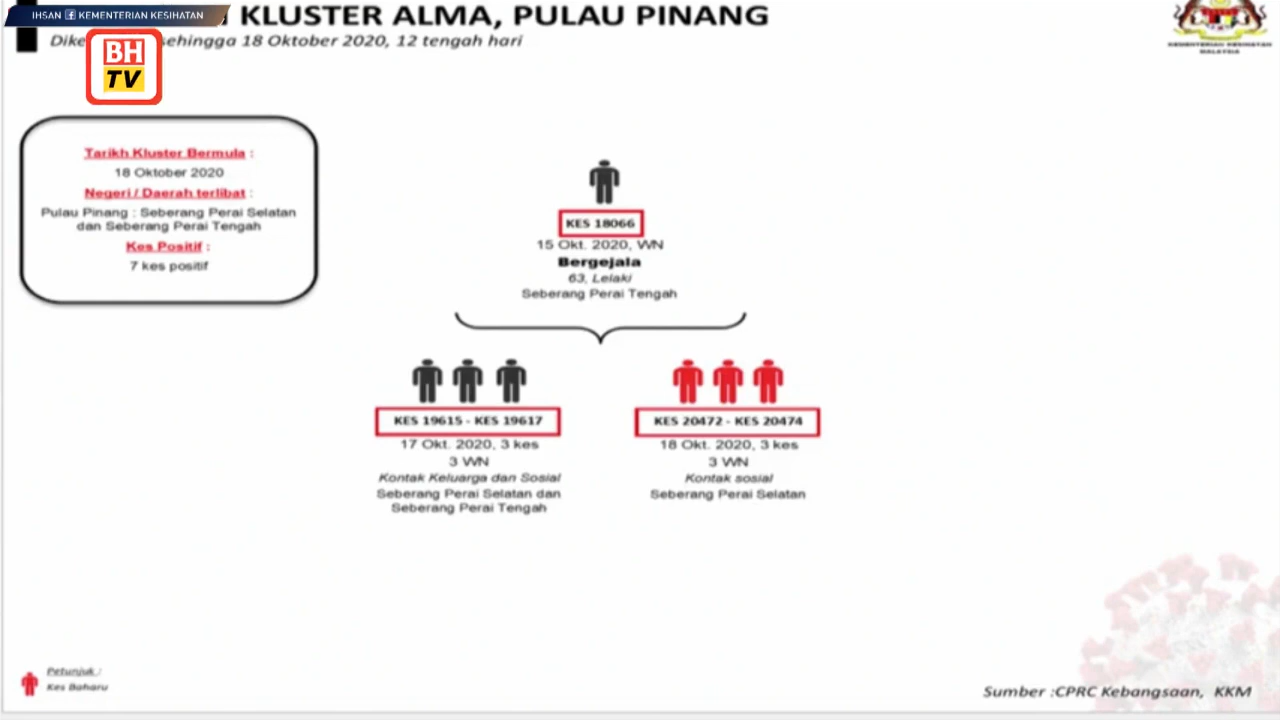 IHSAN f KEMENTERIAN KESIHATAN
KLUSTER ALMA, PULAU PINANG
sehingga 18 Oktober 2020, 12 tengah hari
BH
TV
KEMENTERIAN KESIHATAN
MALAYSIA
Tarikh Kluster Bermula :
18 Oktober 2020
Negeri / Daerah terlibat :
Pulau Pinang : Seberang Perai Selatan
dan Seberang Perai Tengah
Kes Positif :
7 kes positif
KES 18066
15 Okt. 2020, WN
Bergejala
63, Lelaki
Seberang Perai Tengah
KES 19615 - KES 19617
17 Okt. 2020, 3 kes
3 WN
Kontak Keluarga dan Sosial
Seberang Perai Selatan dan
Seberang Perai Tengah
KES 20472 - KES 20474
18 Okt. 2020, 3 kes
3 WN
Kontak sosial
Seberang Perai Selatan
Petunjuk :
Kes Baharu
Sumber :CPRC Kebangsaan, KKM